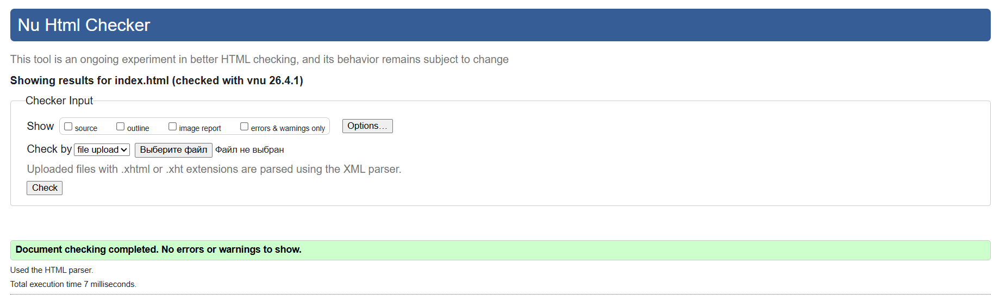 Nu Html Checker
This tool is an ongoing experiment in better HTML checking, and its behavior remains subject to change
Showing results for index.html (checked with vnu 26.4.1)
Checker Input
Show source outline image report errors & warnings only Options…
Check by file upload Выберите файл Файл не выбран
Uploaded files with .xhtml or .xht extensions are parsed using the XML parser.
Check
Document checking completed. No errors or warnings to show.
Used the HTML parser.
Total execution time 7 milliseconds.